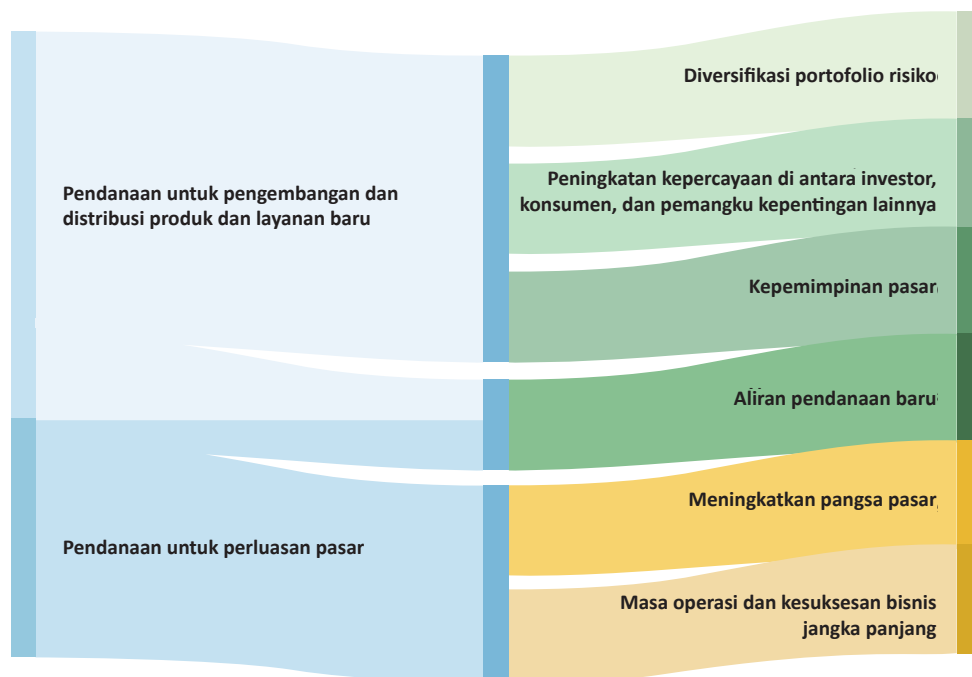 Pendanaan untuk pengembangan dan
distribusi produk dan layanan baru
Pendanaan untuk perluasan pasar
Diversifikasi portofolio risiko
Peningkatan kepercayaan di antara investor,
konsumen, dan pemangku kepentingan lainnya
Kepemimpinan pasar
Aliran pendanaan baru
Meningkatkan pangsa pasar
Masa operasi dan kesuksesan bisnis
jangka panjang